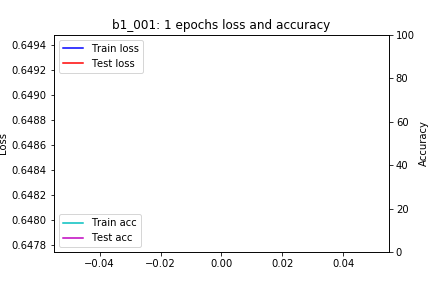 b1_001: 1 epochs loss and accuracy
0.6494
0.6492
0.6490
0.6488
0.6486
0.6484
0.6482
0.6480
0.6478
Loss
Train loss
Test loss
Train acc
Test acc
100
80
60
40
20
0
Accuracy
−0.04
−0.02
0.00
0.02
0.04